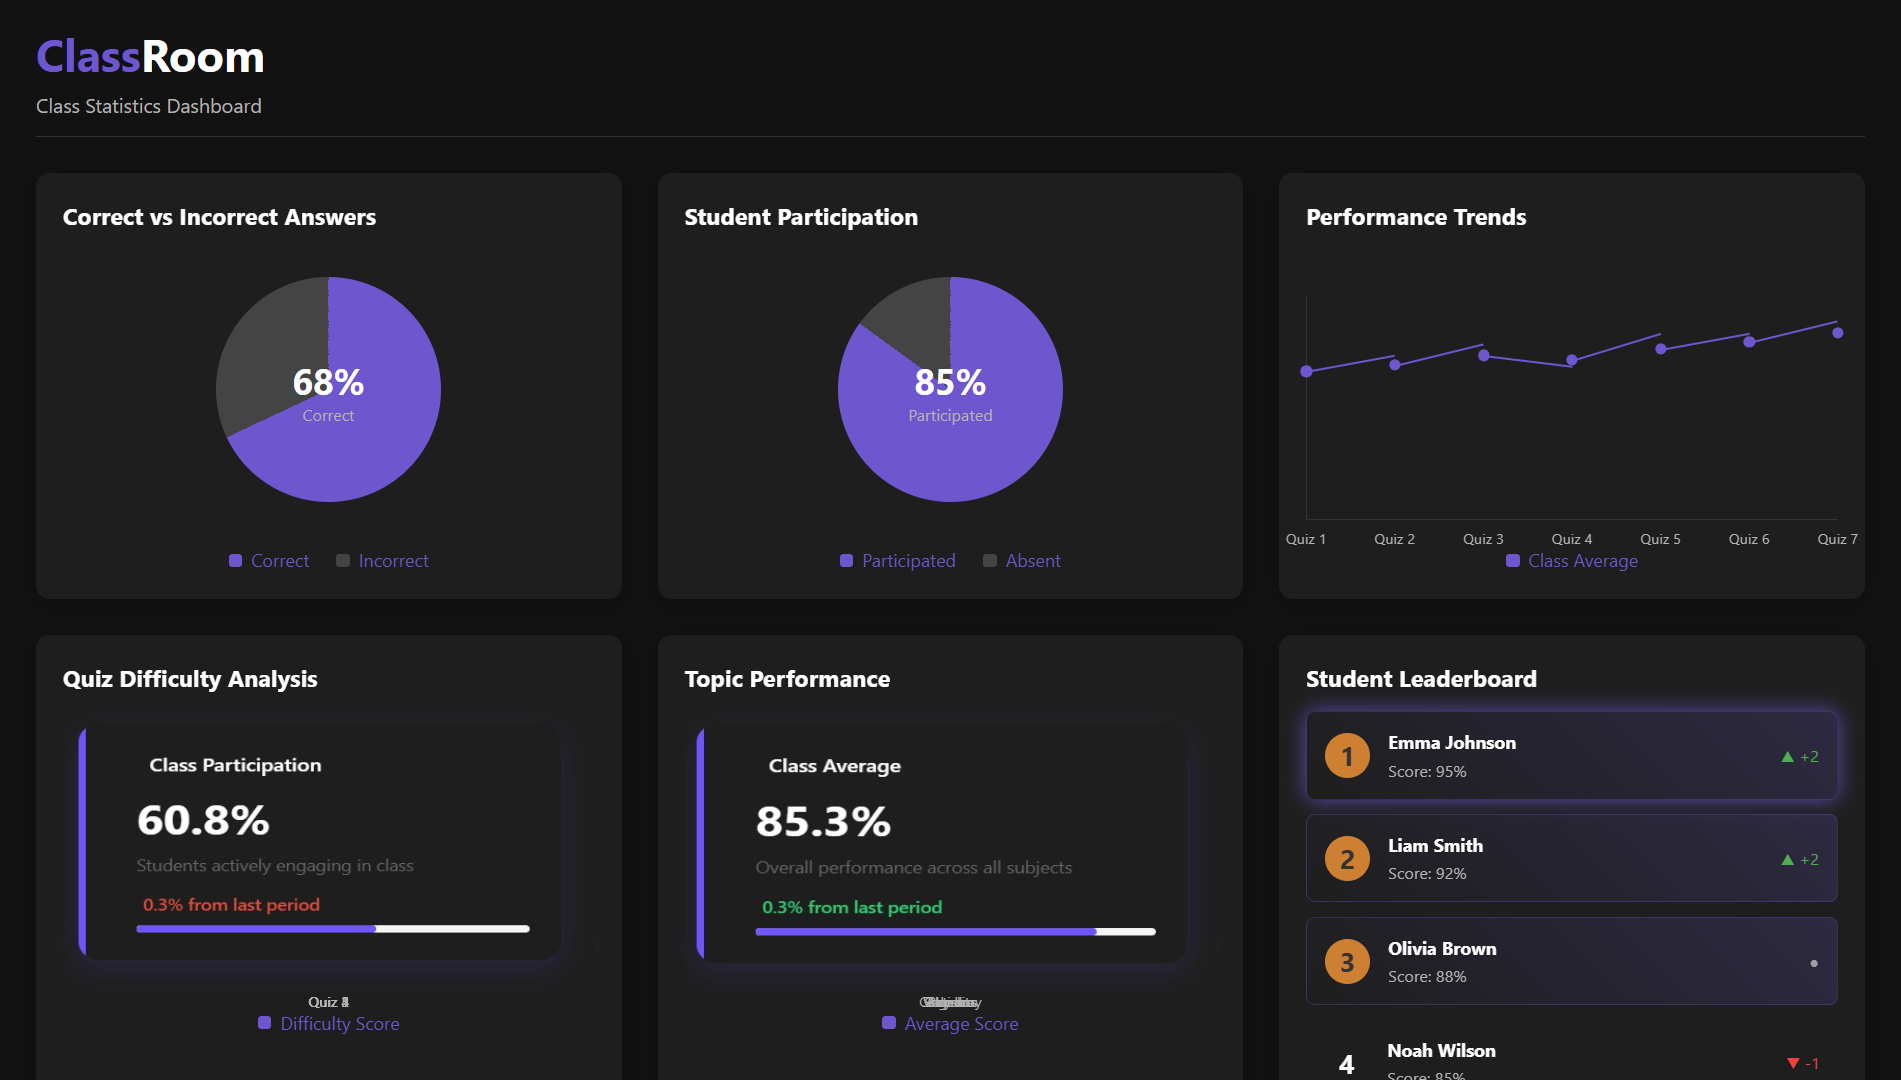 ClassRoom
Class Statistics Dashboard
Correct vs Incorrect Answers
68%
Correct
Correct
Incorrect
Student Participation
85%
Participated
Participated
Absent
Performance Trends
Quiz 1
Quiz 2
Quiz 3
Quiz 4
Quiz 5
Quiz 6
Quiz 7
Class Average
Quiz Difficulty Analysis
Class Participation
60.8%
Students actively engaging in class
0.3% from last period
Quiz
Difficulty Score
Topic Performance
Class Average
85.3%
Overall performance across all subjects
0.3% from last period
Average Score
Student Leaderboard
1
Emma Johnson
Score: 95%
▲ +2
2
Liam Smith
Score: 92%
▲ +2
3
Olivia Brown
Score: 88%
●
4
Noah Wilson
Score: 85%
▼ -1